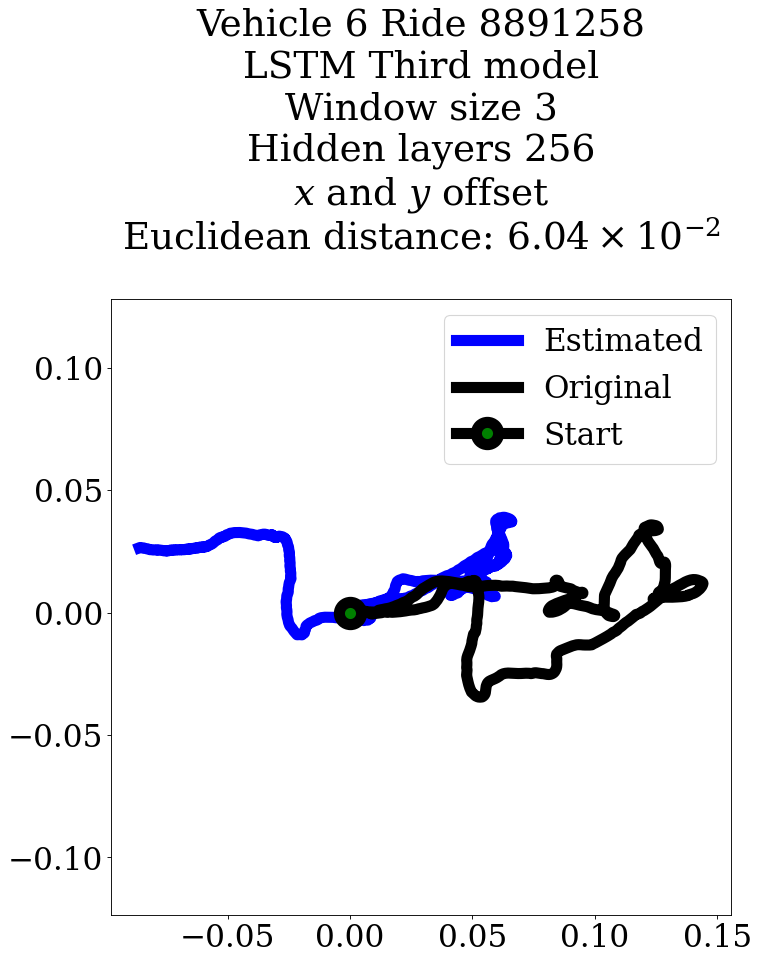 Vehicle 6 Ride 8891258
LSTM Third model
Window size 3
Hidden layers 256
x and y offset
Euclidean distance: 6.04 × 10⁻²
Estimated
Original
Start
0.10
0.05
0.00
−0.05
−0.10
−0.05 0.00 0.05 0.10 0.15